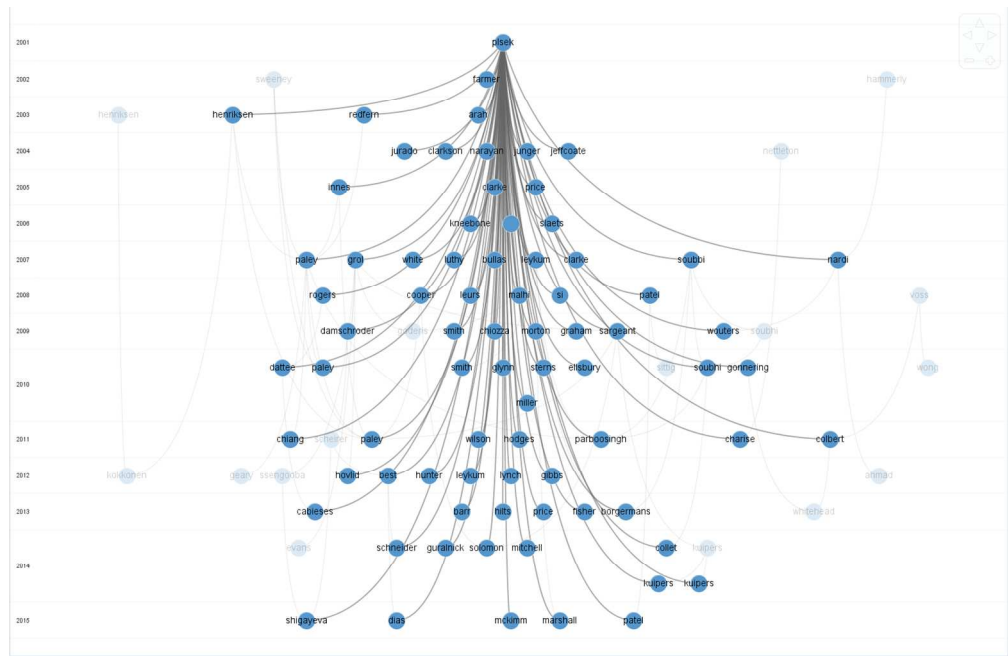 2001 plsek
2002 sweeney farmer hammerly
2003 henriksen henriksen redfern arah
2004 jurado clarkson narayan junger jeffcoate nettleton
2005 innes clarke price
2006 kneebone slaets
2007 paley grol white luthy bullas leykum clarke soubbi nardi
2008 rogers cooper leurs malhi si patel voss
2009 damschroder smith chiozza morton graham sargeant wouters soubhi
dattee paley smith glynn sterns ellsbury sittig soubhi gonnering wong
2010
miller
2011 chiang paley wilson hodges parboosingh charise colbert
2012 kokkonen gean ssengonba hovlid best hunter leykum lynch gibbs ahmad
2013 cabieses barr hilts price fisher borgermans whitehead
evans schneider guralnick solomon mitchell collet kuipers
2014
kuipers kuipers
2015 shigayeva dias mckimm marshall patel